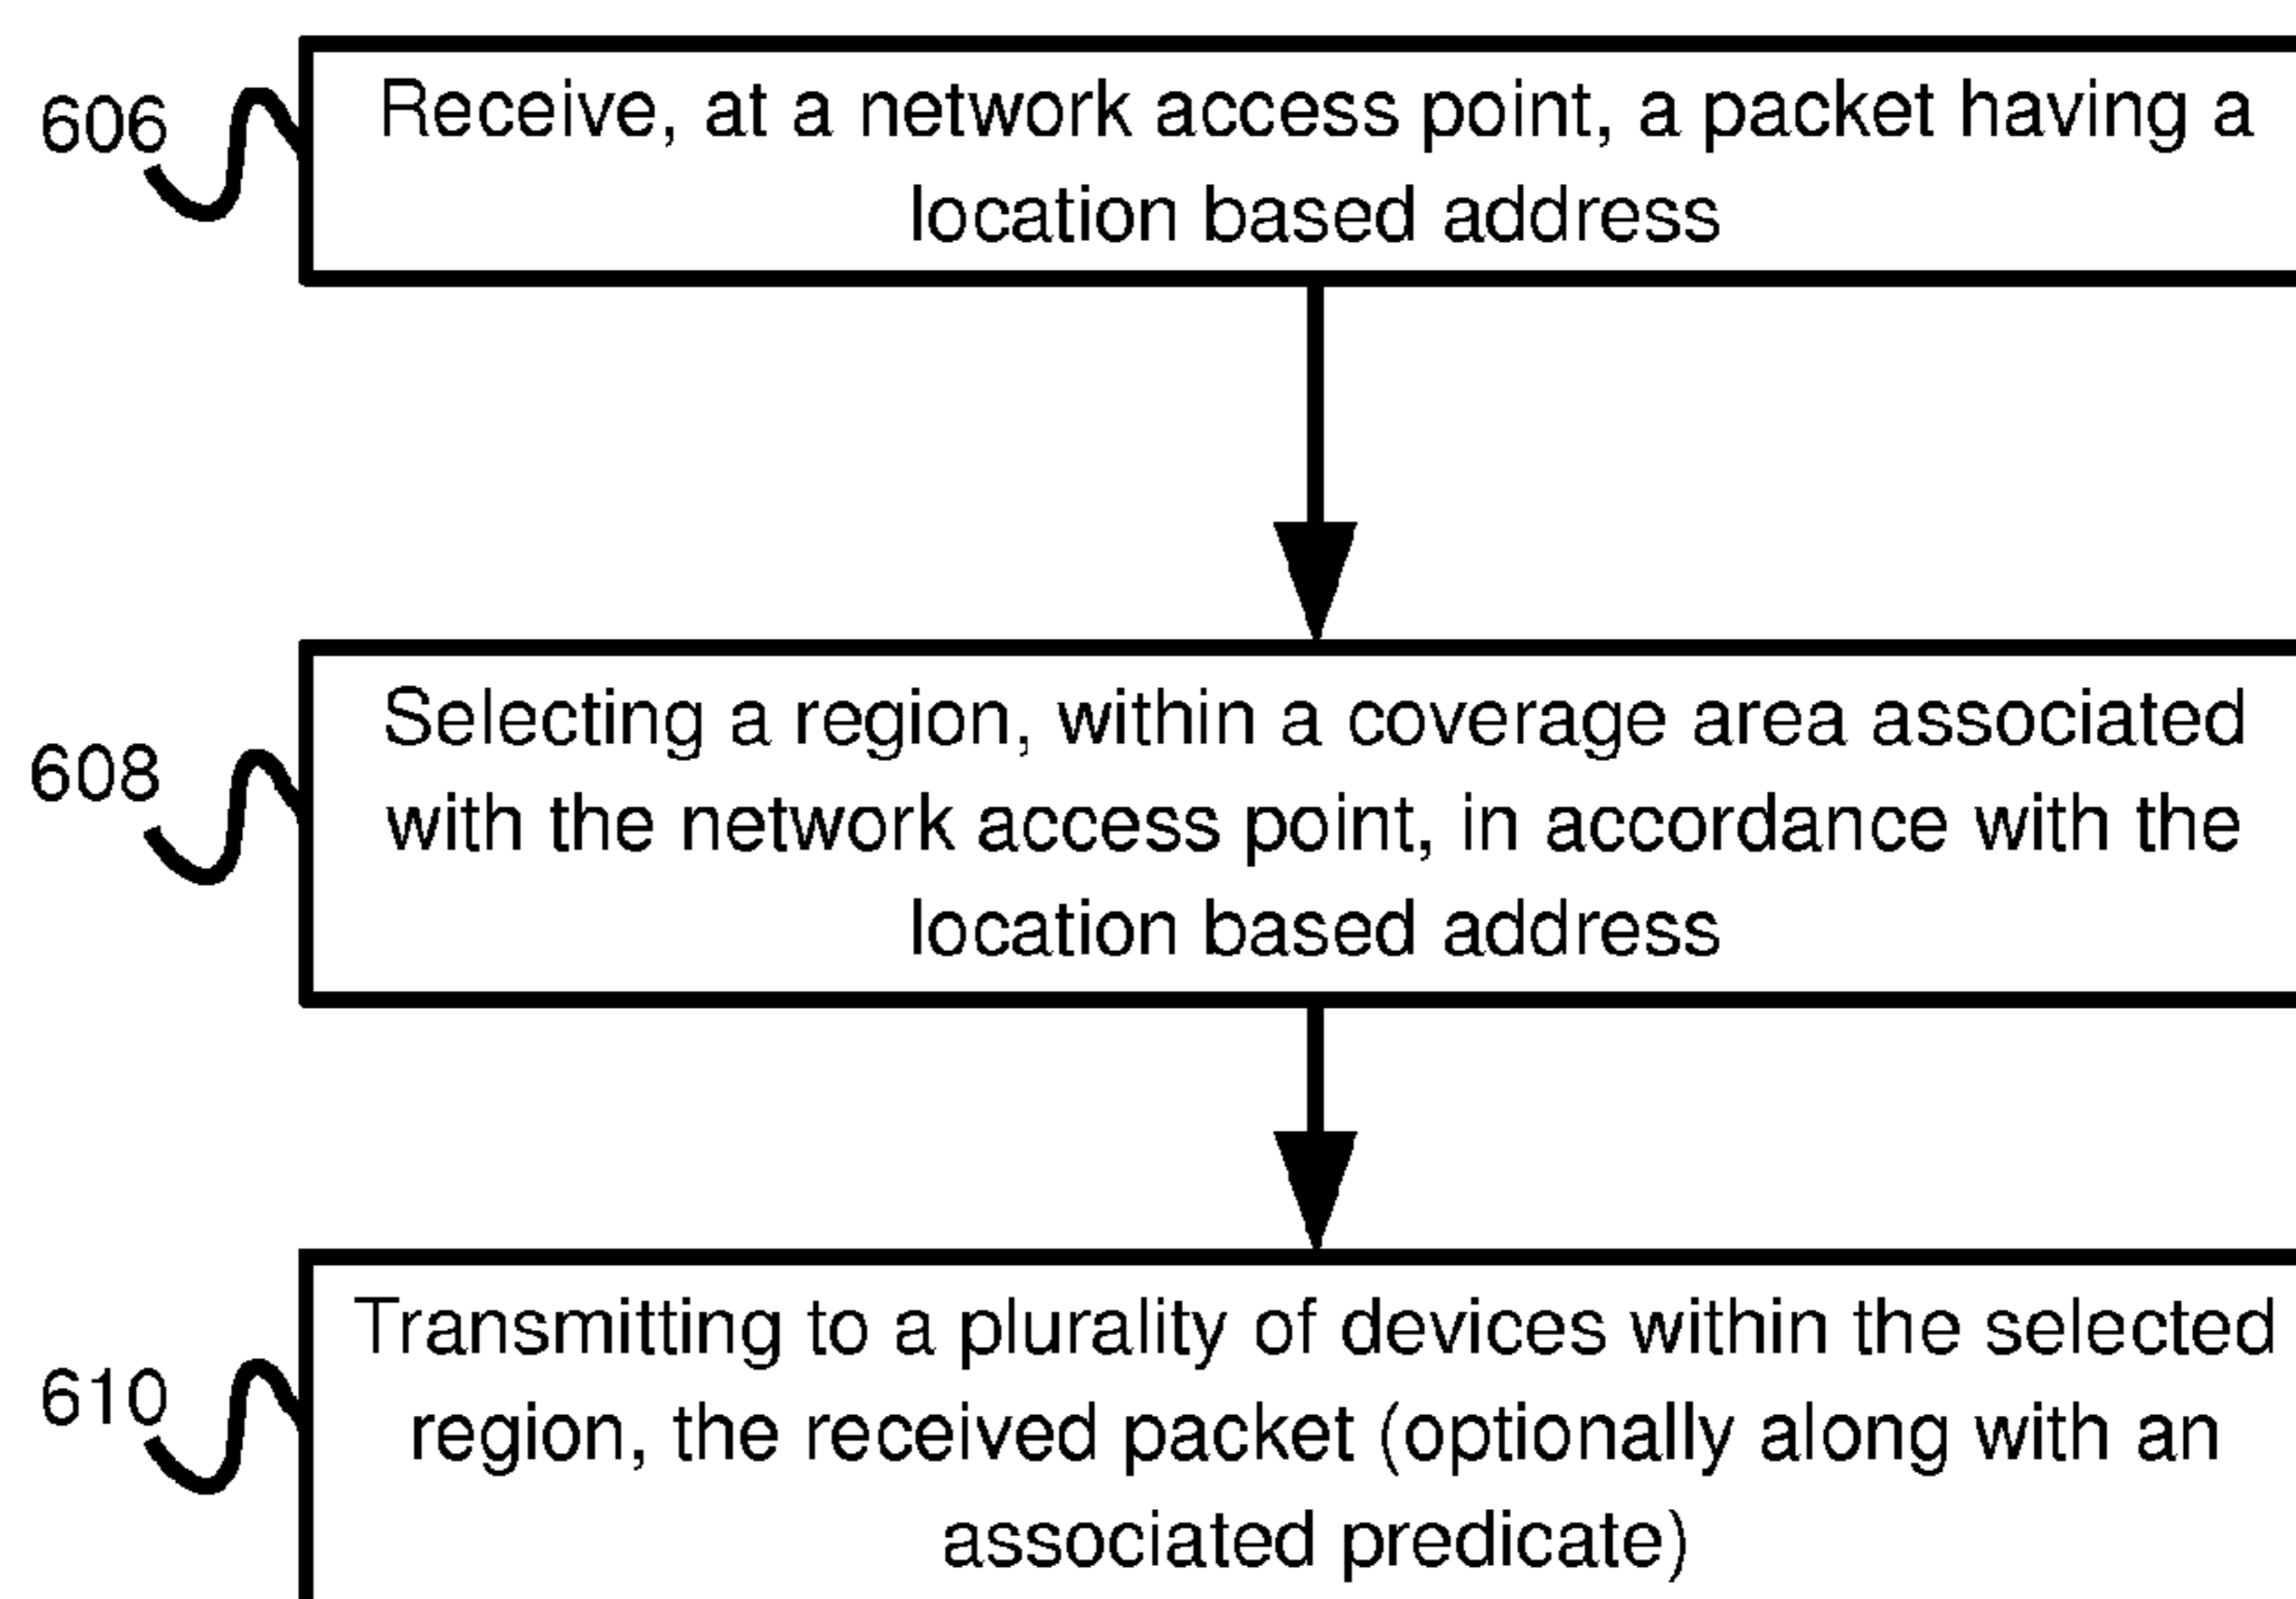 606
Receive, at a network access point, a packet having a
location based address
608
Selecting a region, within a coverage area associated
with the network access point, in accordance with the
location based address
610
Transmitting to a plurality of devices within the selected
region, the received packet (optionally along with an
associated predicate)